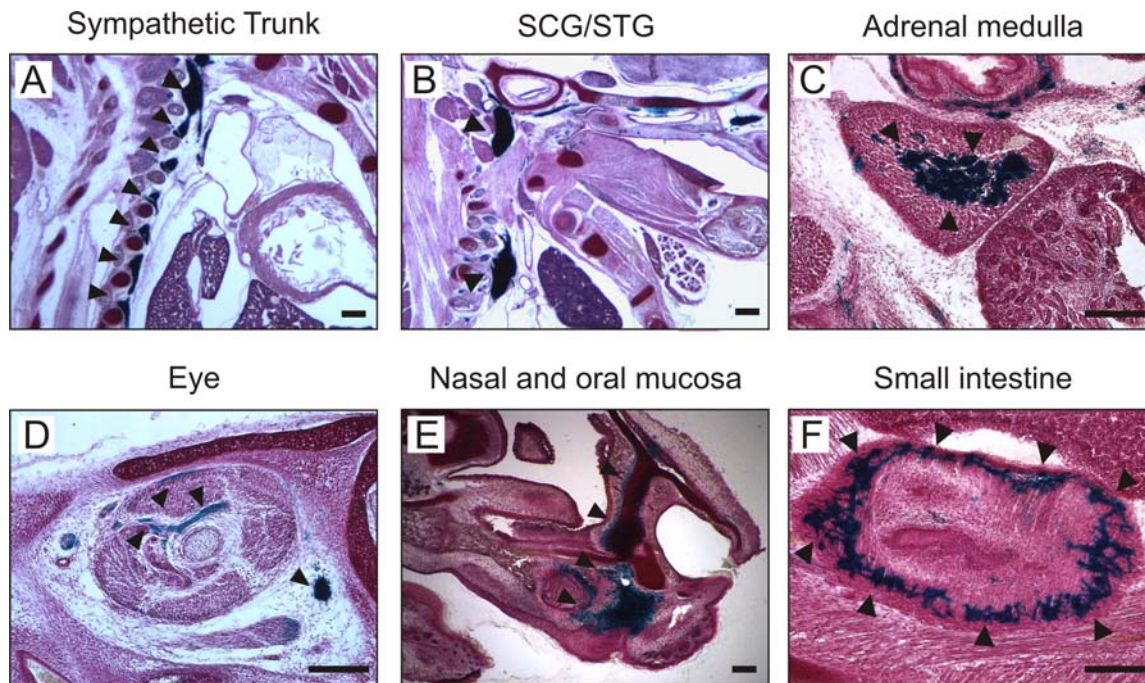 Sympathetic Trunk
SCG/STG
Adrenal medulla
A
B
C
Eye
Nasal and oral mucosa
Small intestine
D
E
F